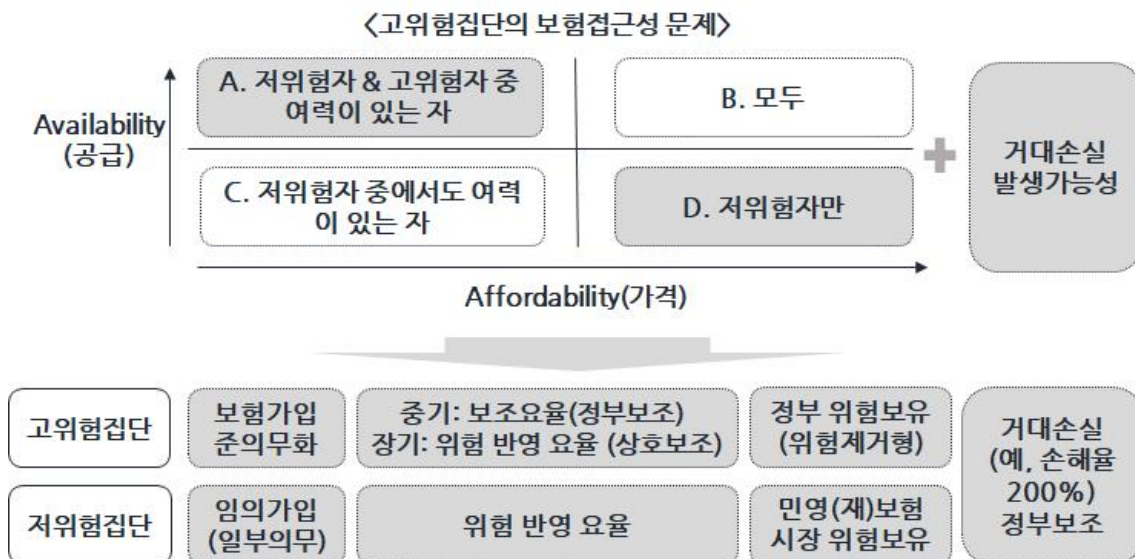 〈고위험집단의 보험접근성 문제〉
Availability
(공급)
A. 저위험자 & 고위험자 중
여력이 있는 자
B. 모두
C. 저위험자 중에서도 여력
이 있는 자
D. 저위험자만
거대손실
발생가능성
Affordability(가격)
고위험집단
보험가입
준의무화
중기: 보조요율(정부보조)
장기: 위험 반영 요율 (상호보조)
정부 위험보유
(위험제거형)
저위험집단
임의가입
(일부의무)
위험 반영 요율
민영(재)보험
시장 위험보유
거대손실
(예, 손해율
200%)
정부보조